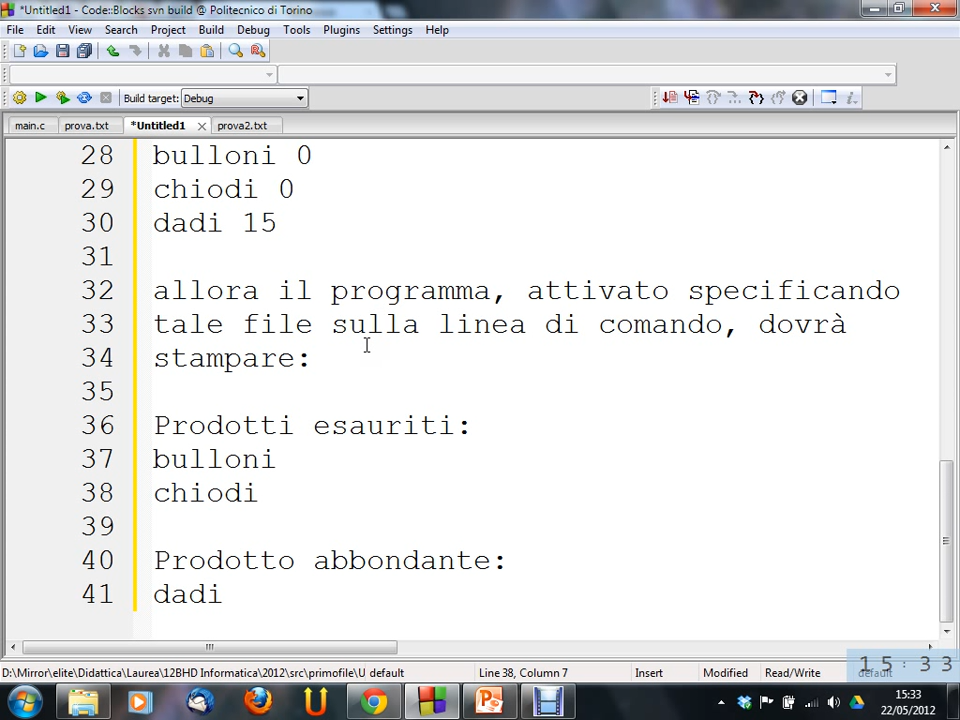 *Untitled1 - Code::Blocks svn build @ Politecnico di Torino
File Edit View Search Project Build Debug Tools Plugins Settings Help
Build target: Debug
main.c prova.txt *Untitled1 prova2.txt
28 bulloni 0
29 chiodi 0
30 dadi 15
31
32 allora il programma, attivato specificando
33 tale file sulla linea di comando, dovrà
34 stampare:
35
36 Prodotti esauriti:
37 bulloni
38 chiodi
39
40 Prodotto abbondante:
41 dadi
D:\Mirror\elite\Didattica\Laurea\12BHD Informatica\2012\src\primofile\U default Line 38, Column 7 Insert Modified Read/Write default
15:33
15:33
22/05/2012